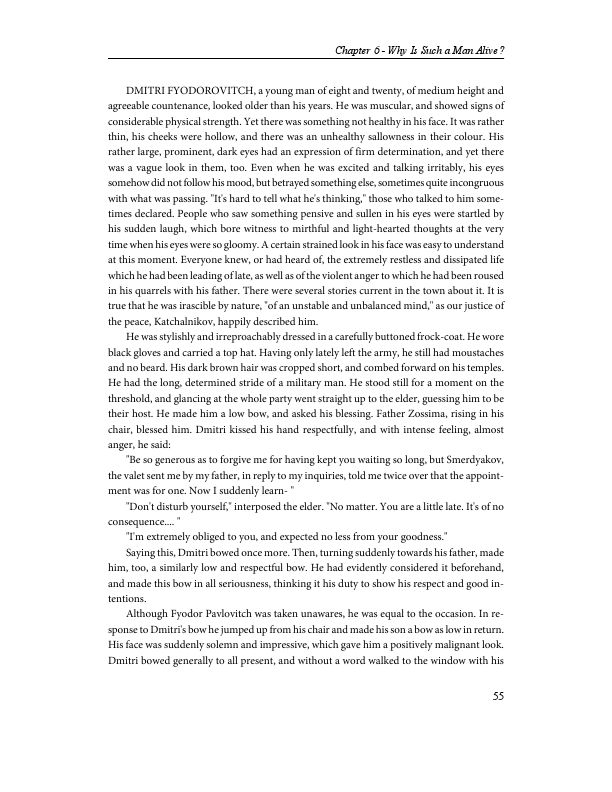 Chapter 6 - Why Is Such a Man Alive?
DMITRI FYODOROVITCH, a young man of eight and twenty, of medium height and
agreeable countenance, looked older than his years. He was muscular, and showed signs of
considerable physical strength. Yet there was something not healthy in his face. It was rather
thin, his cheeks were hollow, and there was an unhealthy sallowness in their colour. His
rather large, prominent, dark eyes had an expression of firm determination, and yet there
was a vague look in them, too. Even when he was excited and talking irritably, his eyes
somehow did not follow his mood, but betrayed something else, sometimes quite incongruous
with what was passing. "It's hard to tell what he's thinking," those who talked to him some-
times declared. People who saw something pensive and sullen in his eyes were startled by
his sudden laugh, which bore witness to mirthful and light-hearted thoughts at the very
time when his eyes were so gloomy. A certain strained look in his face was easy to understand
at this moment. Everyone knew, or had heard of, the extremely restless and dissipated life
which he had been leading of late, as well as of the violent anger to which he had been roused
in his quarrels with his father. There were several stories current in the town about it. It is
true that he was irascible by nature, "of an unstable and unbalanced mind," as our justice of
the peace, Katchalnikov, happily described him.
He was stylishly and irreproachably dressed in a carefully buttoned frock-coat. He wore
black gloves and carried a top hat. Having only lately left the army, he still had moustaches
and no beard. His dark brown hair was cropped short, and combed forward on his temples.
He had the long, determined stride of a military man. He stood still for a moment on the
threshold, and glancing at the whole party went straight up to the elder, guessing him to be
their host. He made him a low bow, and asked his blessing. Father Zossima, rising in his
chair, blessed him. Dmitri kissed his hand respectfully, and with intense feeling, almost
anger, he said:
"Be so generous as to forgive me for having kept you waiting so long, but Smerdyakov,
the valet sent me by my father, in reply to my inquiries, told me twice over that the appoint-
ment was for one. Now I suddenly learn- "
"Don't disturb yourself," interposed the elder. "No matter. You are a little late. It's of no
consequence.... "
"I'm extremely obliged to you, and expected no less from your goodness."
Saying this, Dmitri bowed once more. Then, turning suddenly towards his father, made
him, too, a similarly low and respectful bow. He had evidently considered it beforehand,
and made this bow in all seriousness, thinking it his duty to show his respect and good in-
tentions.
Although Fyodor Pavlovitch was taken unawares, he was equal to the occasion. In re-
sponse to Dmitri's bow he jumped up from his chair and made his son a bow as low in return.
His face was suddenly solemn and impressive, which gave him a positively malignant look.
Dmitri bowed generally to all present, and without a word walked to the window with his
55